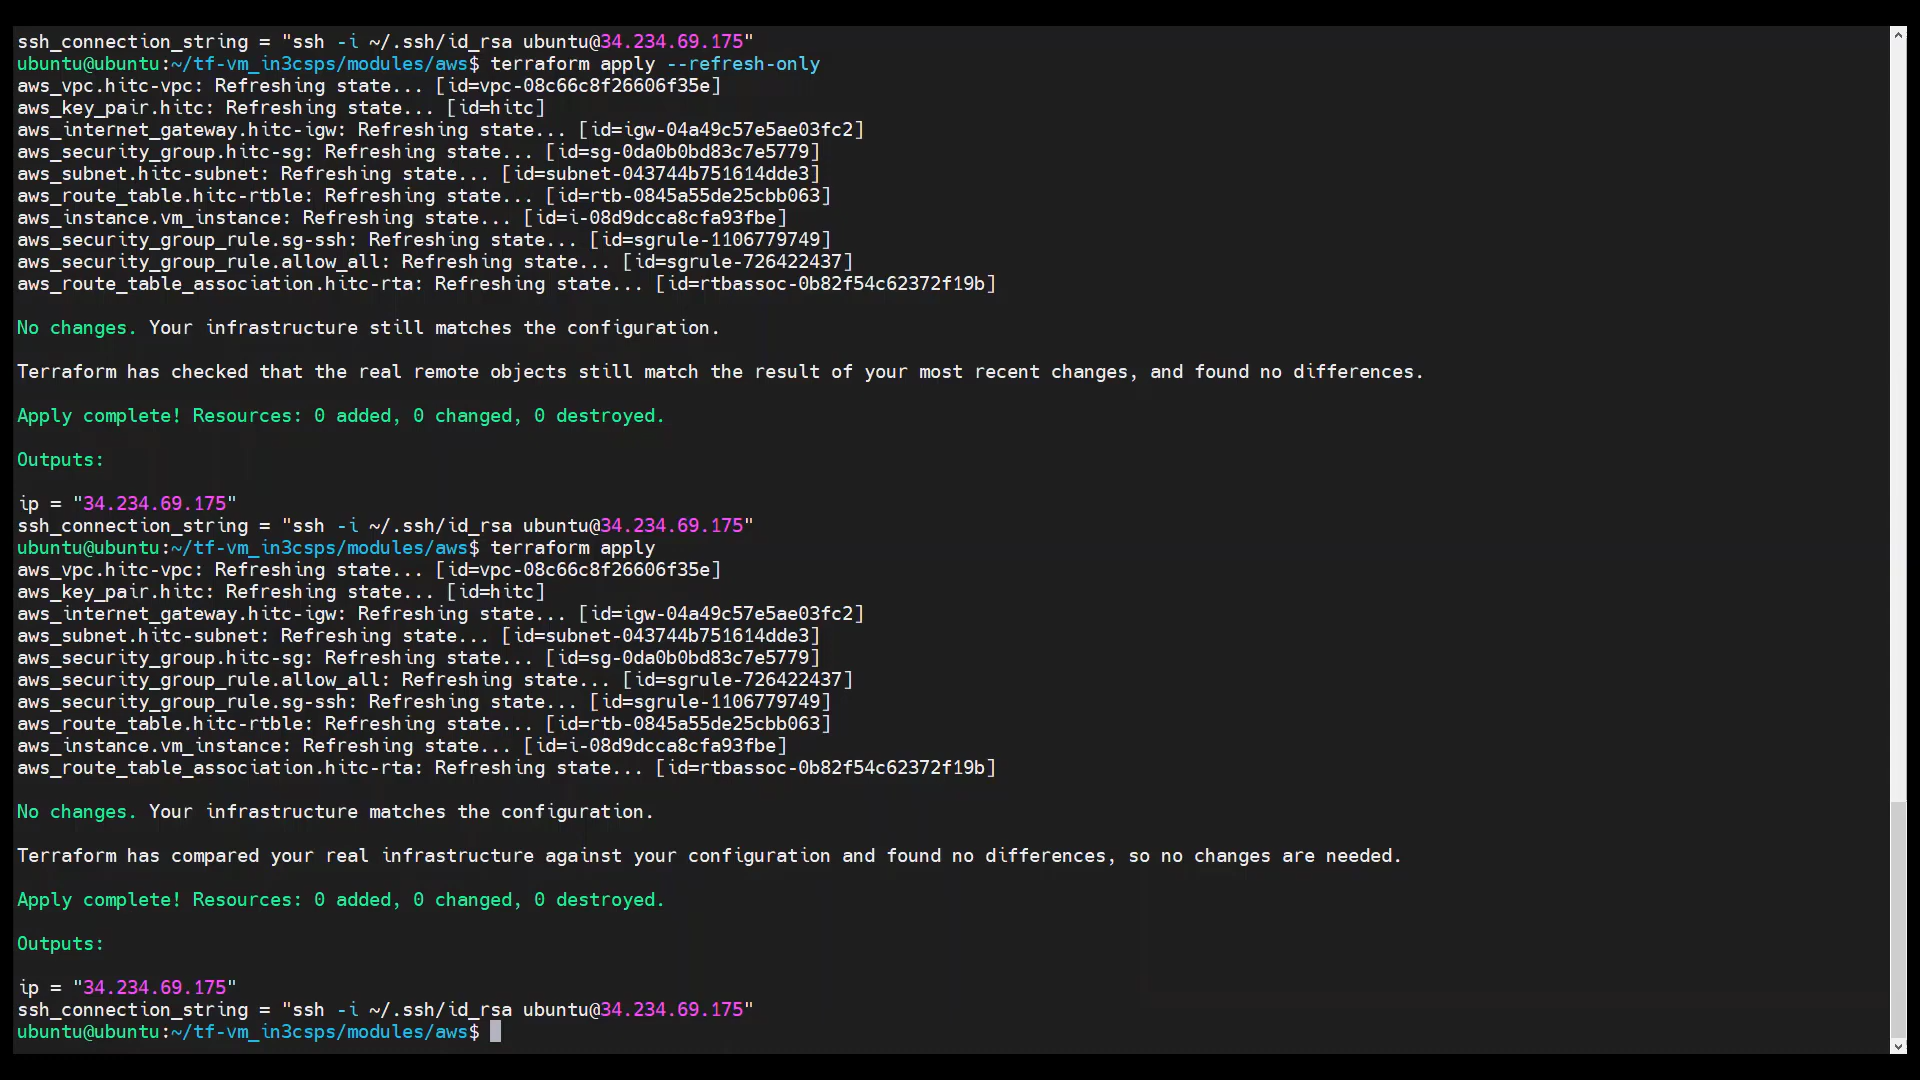 ssh_connection_string = "ssh -i ~/.ssh/id_rsa ubuntu@34.234.69.175"
ubuntu@ubuntu:~/tf-vm_in3csps/modules/aws$ terraform apply --refresh-only
aws_vpc.hitc-vpc: Refreshing state... [id=vpc-08c66c8f26606f35e]
aws_key_pair.hitc: Refreshing state... [id=hitc]
aws_internet_gateway.hitc-igw: Refreshing state... [id=igw-04a49c57e5ae03fc2]
aws_security_group.hitc-sg: Refreshing state... [id=sg-0da0b0bd83c7e5779]
aws_subnet.hitc-subnet: Refreshing state... [id=subnet-043744b751614dde3]
aws_route_table.hitc-rtble: Refreshing state... [id=rtb-0845a55de25cbb063]
aws_instance.vm_instance: Refreshing state... [id=i-08d9dcca8cfa93fbe]
aws_security_group_rule.sg-ssh: Refreshing state... [id=sgrule-1106779749]
aws_security_group_rule.allow_all: Refreshing state... [id=sgrule-726422437]
aws_route_table_association.hitc-rta: Refreshing state... [id=rtbassoc-0b82f54c62372f19b]
No changes. Your infrastructure still matches the configuration.
Terraform has checked that the real remote objects still match the result of your most recent changes, and found no differences.
Apply complete! Resources: 0 added, 0 changed, 0 destroyed.
Outputs:
ip = "34.234.69.175"
ssh_connection_string = "ssh -i ~/.ssh/id_rsa ubuntu@34.234.69.175"
ubuntu@ubuntu:~/tf-vm_in3csps/modules/aws$ terraform apply
aws_vpc.hitc-vpc: Refreshing state... [id=vpc-08c66c8f26606f35e]
aws_key_pair.hitc: Refreshing state... [id=hitc]
aws_internet_gateway.hitc-igw: Refreshing state... [id=igw-04a49c57e5ae03fc2]
aws_subnet.hitc-subnet: Refreshing state... [id=subnet-043744b751614dde3]
aws_security_group.hitc-sg: Refreshing state... [id=sg-0da0b0bd83c7e5779]
aws_security_group_rule.allow_all: Refreshing state... [id=sgrule-726422437]
aws_security_group_rule.sg-ssh: Refreshing state... [id=sgrule-1106779749]
aws_route_table.hitc-rtble: Refreshing state... [id=rtb-0845a55de25cbb063]
aws_instance.vm_instance: Refreshing state... [id=i-08d9dcca8cfa93fbe]
aws_route_table_association.hitc-rta: Refreshing state... [id=rtbassoc-0b82f54c62372f19b]
No changes. Your infrastructure matches the configuration.
Terraform has compared your real infrastructure against your configuration and found no differences, so no changes are needed.
Apply complete! Resources: 0 added, 0 changed, 0 destroyed.
Outputs:
ip = "34.234.69.175"
ssh_connection_string = "ssh -i ~/.ssh/id_rsa ubuntu@34.234.69.175"
ubuntu@ubuntu:~/tf-vm_in3csps/modules/aws$